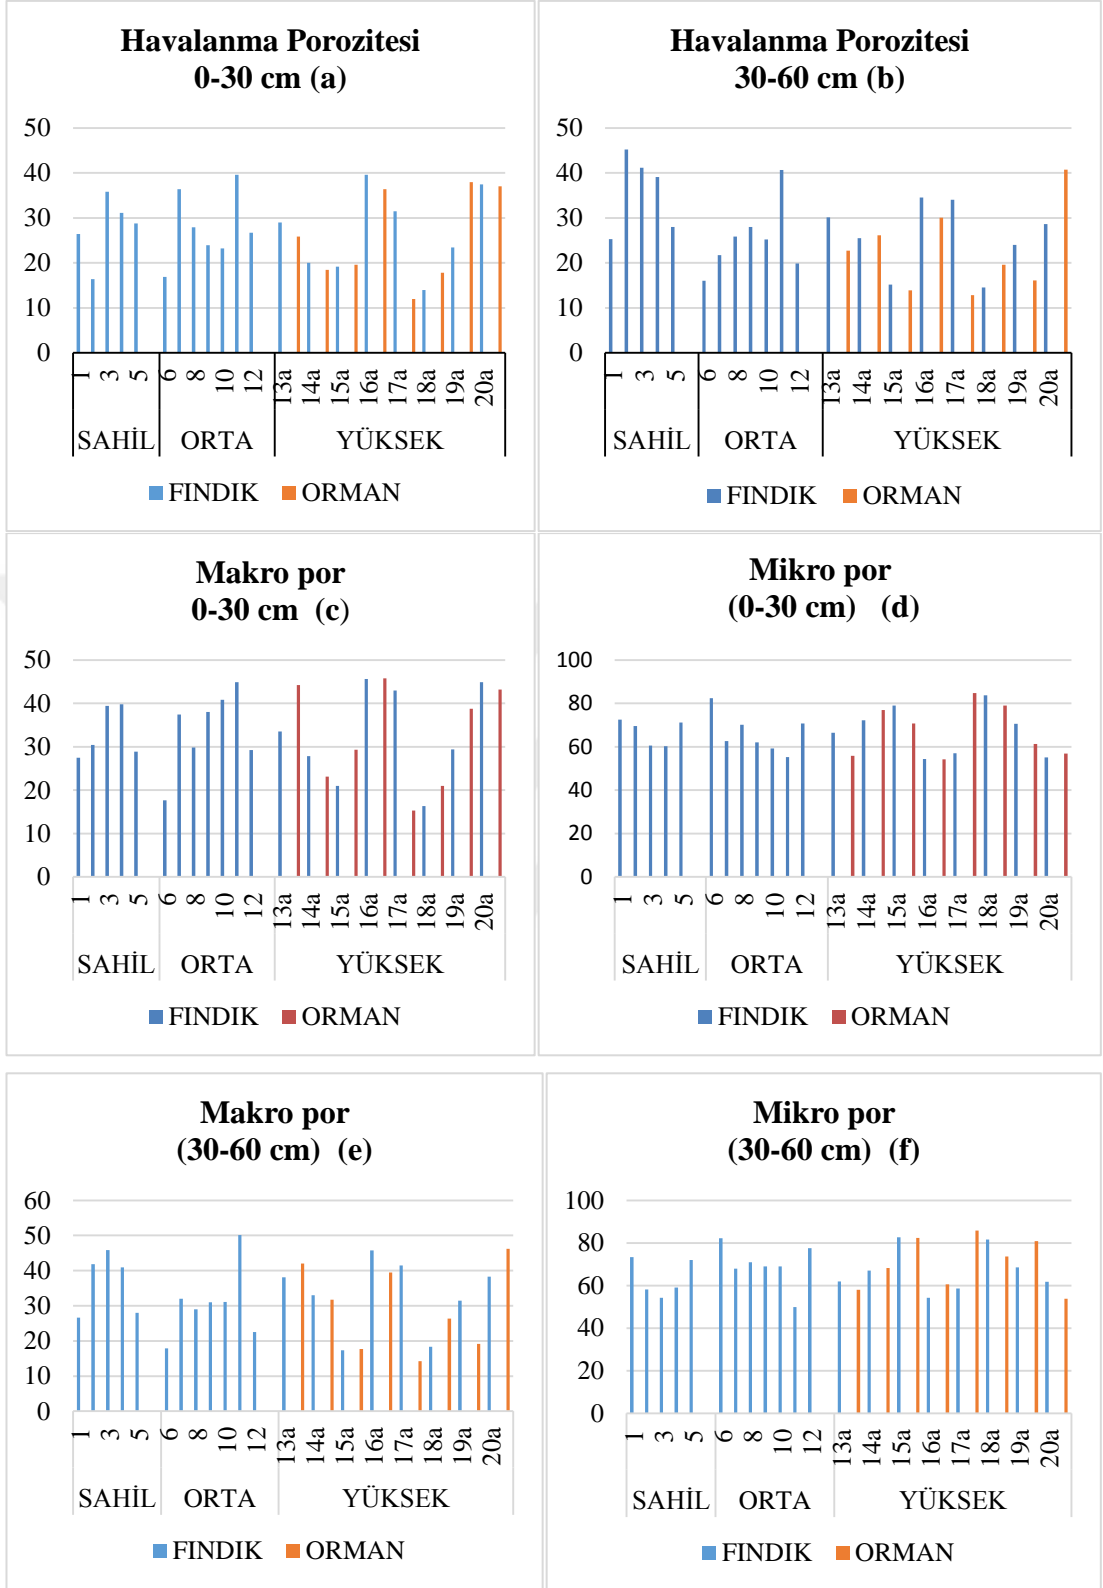 Havalanma Porozitesi
0-30 cm (a)
50
40
30
20
10
0
1 3 5 6 8 10 12 13a 14a 15a 16a 17a 18a 19a 20a
SAHİL ORTA YÜKSEK
FINDIK ORMAN
Havalanma Porozitesi
30-60 cm (b)
50
40
30
20
10
0
1 3 5 6 8 10 12 13a 14a 15a 16a 17a 18a 19a 20a
SAHİL ORTA YÜKSEK
FINDIK ORMAN
Makro por
0-30 cm (c)
50
40
30
20
10
0
1 3 5 6 8 10 12 13a 14a 15a 16a 17a 18a 19a 20a
SAHİL ORTA YÜKSEK
FINDIK ORMAN
Mikro por
(0-30 cm) (d)
100
80
60
40
20
0
1 3 5 6 8 10 12 13a 14a 15a 16a 17a 18a 19a 20a
SAHİL ORTA YÜKSEK
FINDIK ORMAN
Makro por
(30-60 cm) (e)
60
50
40
30
20
10
0
1 3 5 6 8 10 12 13a 14a 15a 16a 17a 18a 19a 20a
SAHİL ORTA YÜKSEK
FINDIK ORMAN
Mikro por
(30-60 cm) (f)
100
80
60
40
20
0
1 3 5 6 8 10 12 13a 14a 15a 16a 17a 18a 19a 20a
SAHİL ORTA YÜKSEK
FINDIK ORMAN